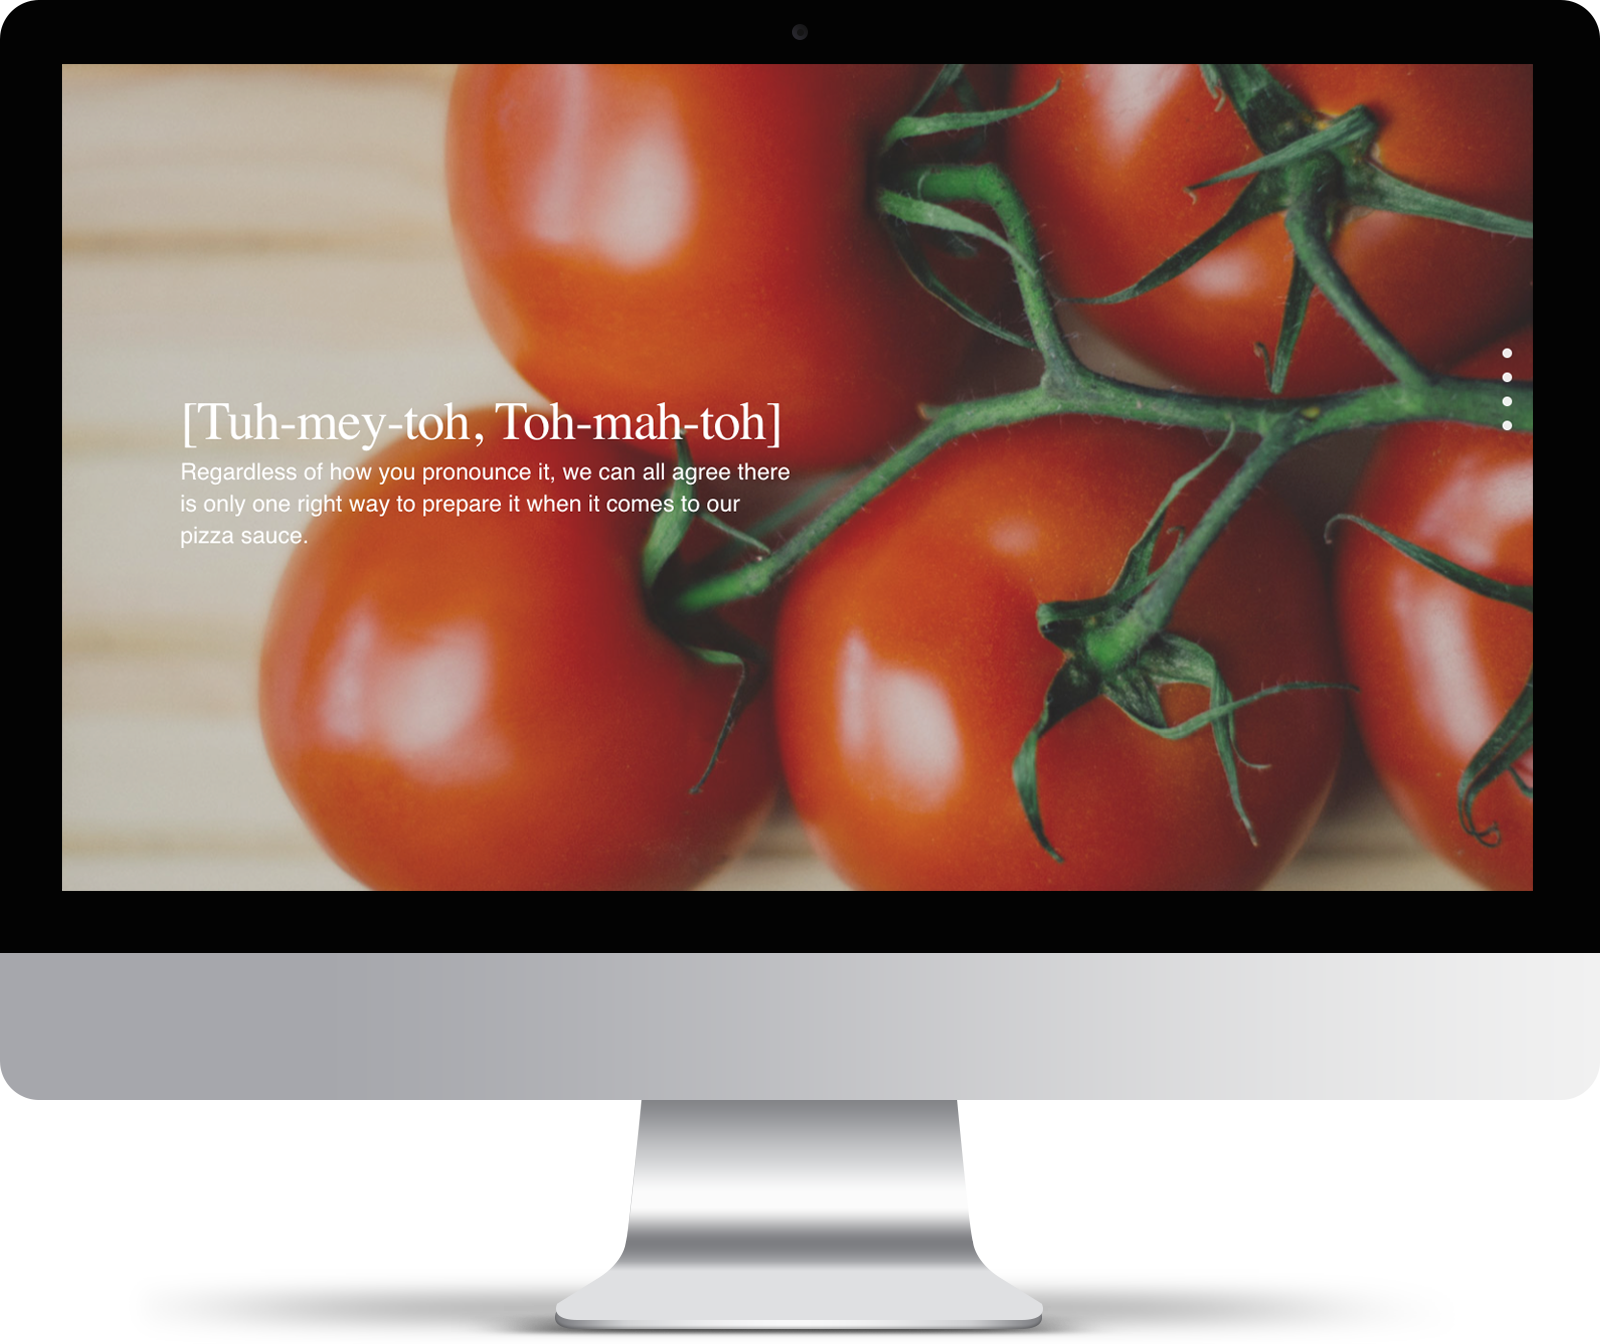 [Tuh-mey-toh, Toh-mah-toh]
Regardless of how you pronounce it, we can all agree there
is only one right way to prepare it when it comes to our
pizza sauce.